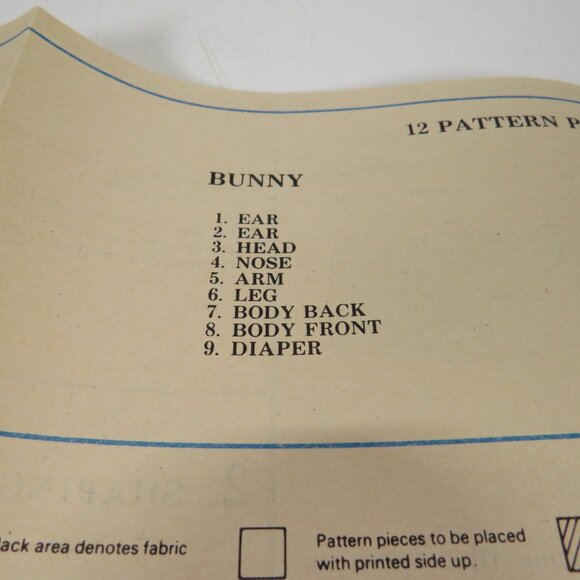 12 PATTERN
BUNNY
1. EAR
2. EAR
3. HEAD
4. NOSE
5. ARM
6. LEG
7. BODY BACK
8. BODY FRONT
9. DIAPER
area denotes fabric
Pattern pieces to be placed
with printed side up.